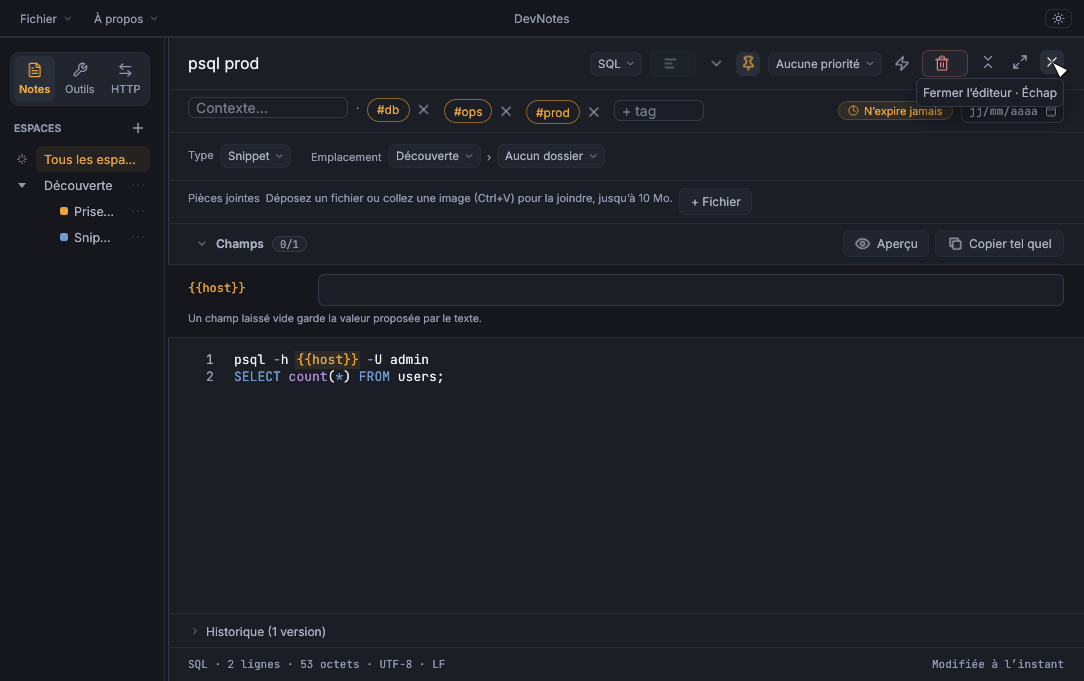 Fichier À propos DevNotes
psql prod SQL Aucune priorité
Notes Outils HTTP
Fermer l’éditeur · Échap
Contexte... · #db #ops #prod + tag N’expire jamais jj/mm/aaaa
ESPACES +
Tous les espa...
Découverte ...
Prise... ...
Snip... ...
Type Snippet Emplacement Découverte › Aucun dossier
Pièces jointes Déposez un fichier ou collez une image (Ctrl+V) pour la joindre, jusqu’à 10 Mo. + Fichier
Champs 0/1 Aperçu Copier tel quel
{{host}}
Un champ laissé vide garde la valeur proposée par le texte.
1 psql -h {{host}} -U admin
2 SELECT count(*) FROM users;
Historique (1 version)
SQL · 2 lignes · 53 octets · UTF-8 · LF Modifiée à l’instant